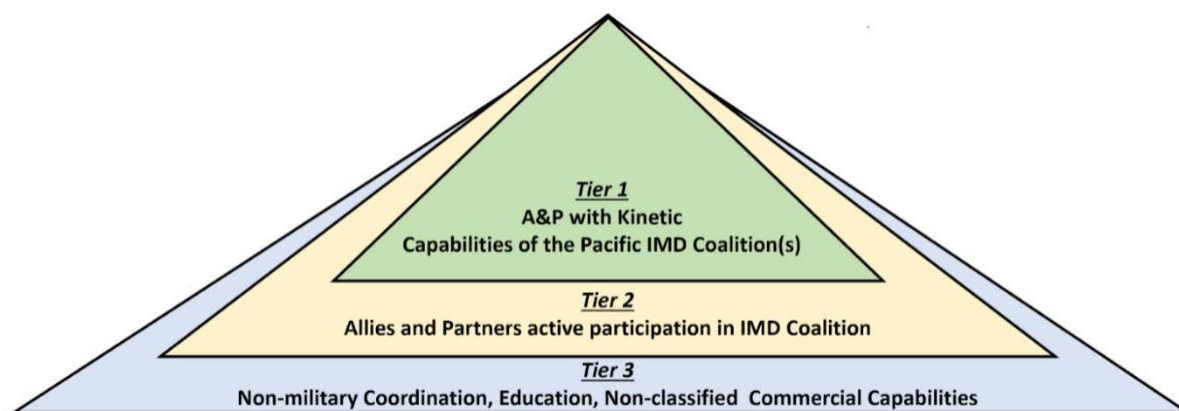 Tier 1
A&P with Kinetic
Capabilities of the Pacific IMD Coalition(s)
Tier 2
Allies and Partners active participation in IMD Coalition
Tier 3
Non-military Coordination, Education, Non-classified  Commercial Capabilities